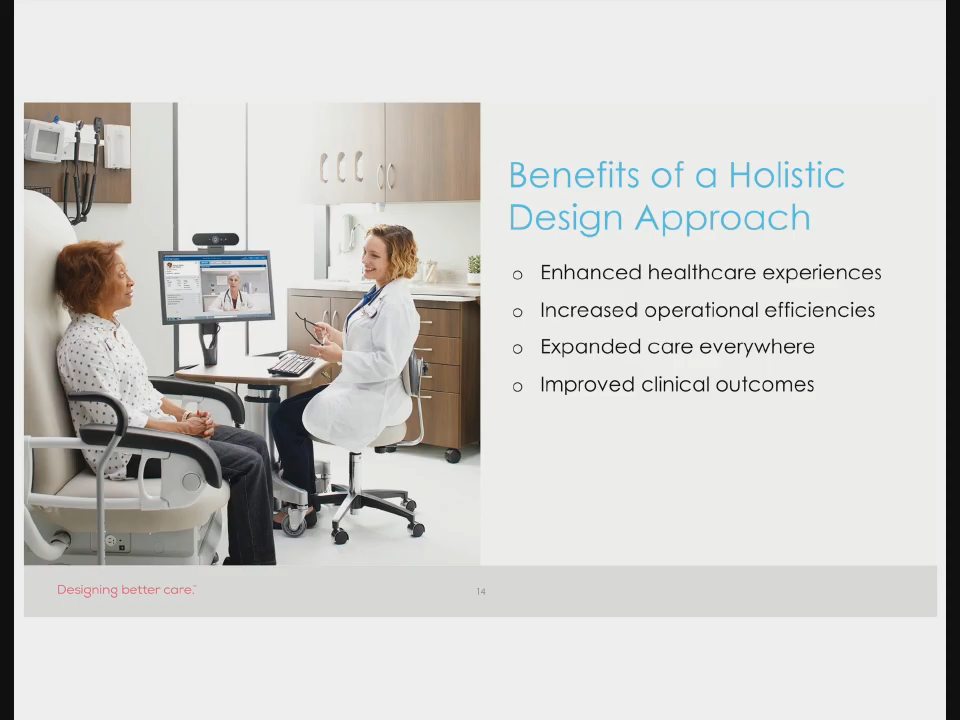 Benefits of a Holistic
Design Approach
o Enhanced healthcare experiences
o Increased operational efficiencies
o Expanded care everywhere
o Improved clinical outcomes
Designing better care.™
14